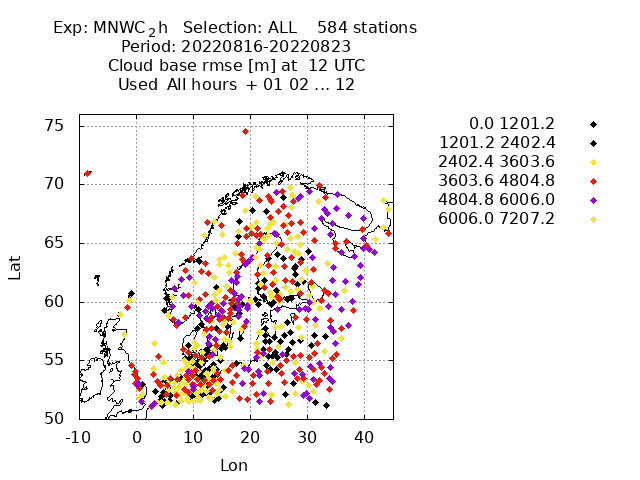 Exp: MNWC2h   Selection: ALL    584 stations
Period: 20220816-20220823
Cloud base rmse [m] at  12 UTC
Used  All hours  + 01 02 ... 12
0.0 1201.2
1201.2 2402.4
2402.4 3603.6
3603.6 4804.8
4804.8 6006.0
6006.0 7207.2
75
70
65
60
55
50
Lat
-10 0 10 20 30 40
Lon